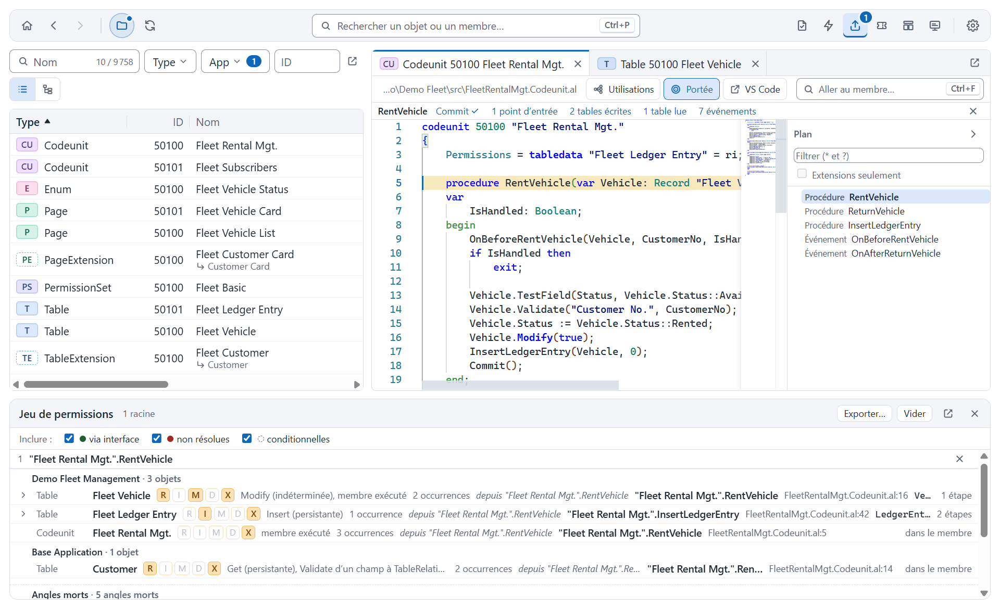 Rechercher un objet ou un membre... Ctrl+P
1
Nom 10 / 9 758 Type App 1 ID
CU Codeunit 50100 Fleet Rental Mgt. T Table 50100 Fleet Vehicle
...o\Demo Fleet\src\FleetRentalMgt.Codeunit.al Utilisations Portée VS Code Aller au membre... Ctrl+F
RentVehicle Commit ✓ 1 point d'entrée 2 tables écrites 1 table lue 7 événements
Type ID Nom
CU Codeunit 50100 Fleet Rental Mgt.
CU Codeunit 50101 Fleet Subscribers
E Enum 50100 Fleet Vehicle Status
P Page 50101 Fleet Vehicle Card
P Page 50100 Fleet Vehicle List
PE PageExtension 50100 Fleet Customer Card
↳ Customer Card
PS PermissionSet 50100 Fleet Basic
T Table 50101 Fleet Ledger Entry
T Table 50100 Fleet Vehicle
TE TableExtension 50100 Fleet Customer
↳ Customer
1 codeunit 50100 "Fleet Rental Mgt."
2 {
3 Permissions = tabledata "Fleet Ledger Entry" = ri;
4
5 procedure RentVehicle(var Vehicle: Record "Fleet V
6 var
7 IsHandled: Boolean;
8 begin
9 OnBeforeRentVehicle(Vehicle, CustomerNo, IsHan
10 if IsHandled then
11 exit;
12
13 Vehicle.TestField(Status, Vehicle.Status::Avai
14 Vehicle.Validate("Customer No.", CustomerNo);
15 Vehicle.Status := Vehicle.Status::Rented;
16 Vehicle.Modify(true);
17 InsertLedgerEntry(Vehicle, 0);
18 Commit();
19 end;
Plan
Filtrer (* et ?)
Extensions seulement
Procédure RentVehicle
Procédure ReturnVehicle
Procédure InsertLedgerEntry
Événement OnBeforeRentVehicle
Événement OnAfterReturnVehicle
Jeu de permissions 1 racine Exporter... Vider
Inclure : via interface non résolues conditionnelles
1 "Fleet Rental Mgt.".RentVehicle
Demo Fleet Management · 3 objets
Table Fleet Vehicle R I M D X Modify (indéterminée), membre exécuté 2 occurrences depuis "Fleet Rental Mgt.".RentVehicle "Fleet Rental Mgt.".RentVehicle FleetRentalMgt.Codeunit.al:16 Ve... 1 étape
Table Fleet Ledger Entry R I M D X Insert (persistante) 1 occurrence depuis "Fleet Rental Mgt.".RentVehicle "Fleet Rental Mgt.".InsertLedgerEntry FleetRentalMgt.Codeunit.al:42 LedgerEnt... 2 étapes
Codeunit Fleet Rental Mgt. R I M D X membre exécuté 3 occurrences depuis "Fleet Rental Mgt.".RentVehicle "Fleet Rental Mgt.".RentVehicle FleetRentalMgt.Codeunit.al:5 dans le membre
Base Application · 1 objet
Table Customer R I M D X Get (persistante), Validate d'un champ à TableRelati... 2 occurrences depuis "Fleet Rental Mgt.".Re... "Fleet Rental Mgt.".Ren... FleetRentalMgt.Codeunit.al:14 dans le membre
Angles morts · 5 angles morts